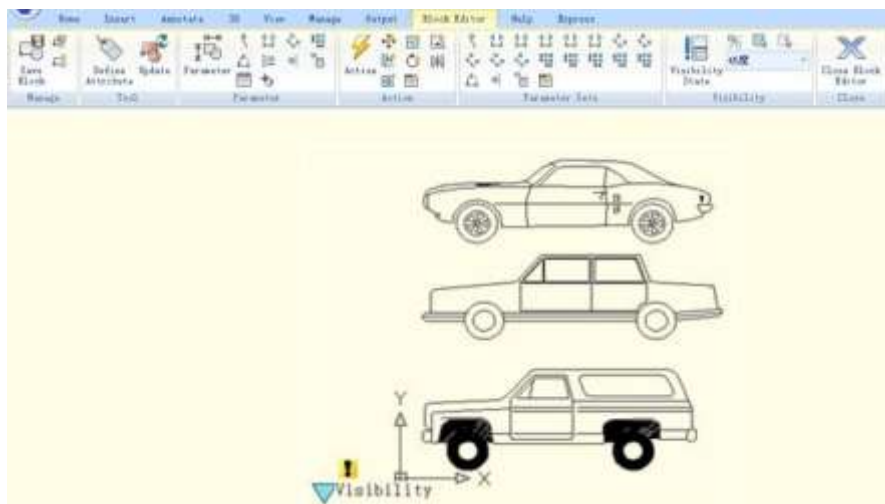 Home Insert Annotate 3D View Manage Output Block Editor Help Express
Save Block
Define Attribute
Update
Parameter
Action
Visibility State
Close Block Editor
Manage Tool Parameter Action Parameter Sets Visibility Close
Y
X
Visibility